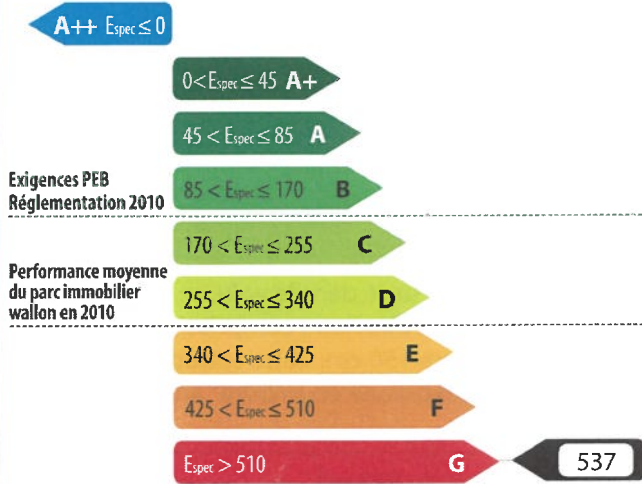 A++ Espec ≤ 0
0 < Espec ≤ 45 A+
45 < Espec ≤ 85 A
Exigences PEB
Réglementation 2010
85 < Espec ≤ 170 B
170 < Espec ≤ 255 C
Performance moyenne
du parc immobilier
wallon en 2010
255 < Espec ≤ 340 D
340 < Espec ≤ 425 E
425 < Espec ≤ 510 F
Espec > 510 G 537